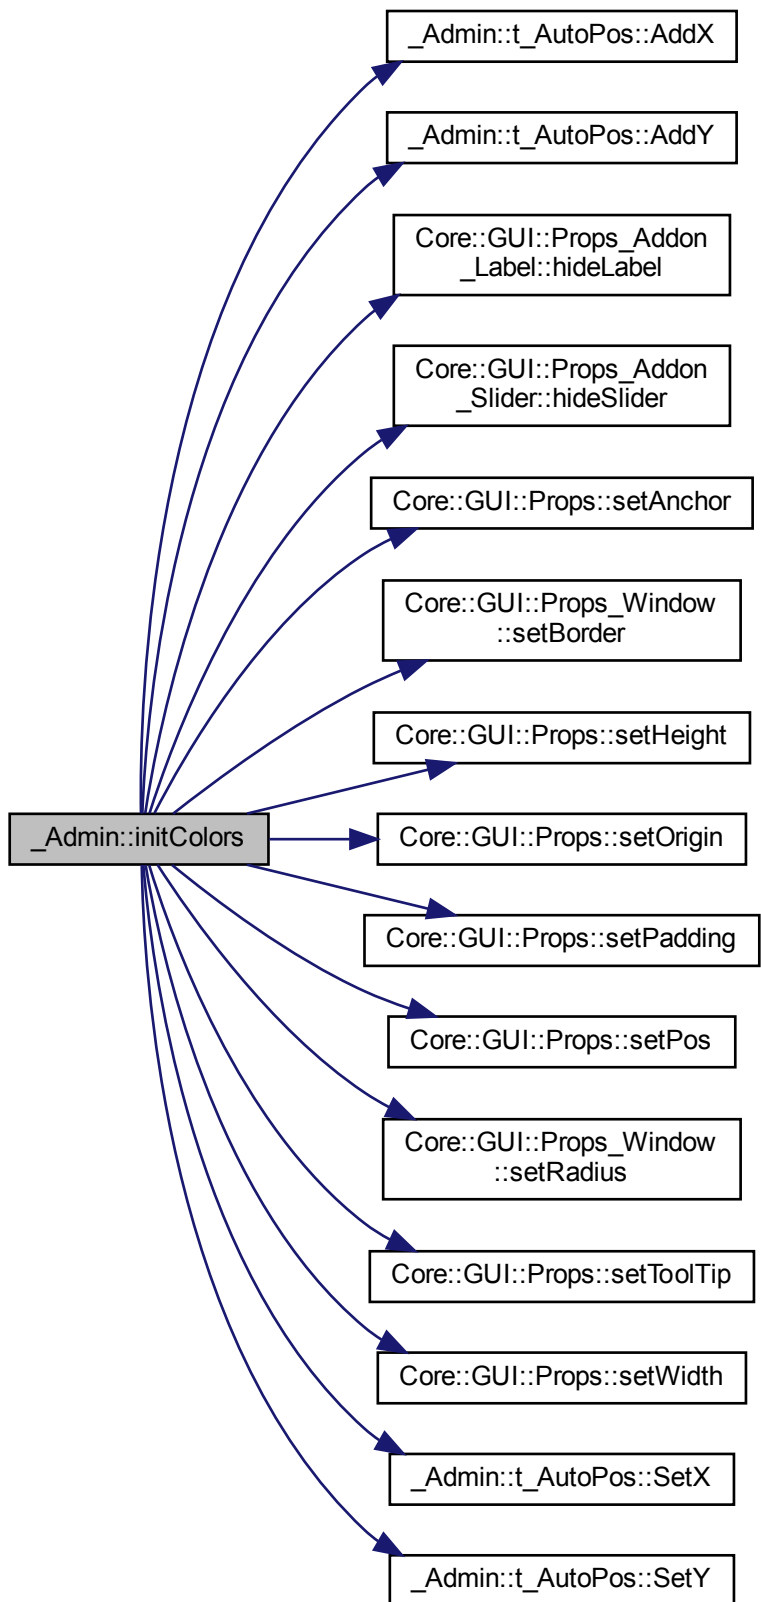 _Admin::t_AutoPos::AddX
_Admin::t_AutoPos::AddY
Core::GUI::Props_Addon
_Label::hideLabel
Core::GUI::Props_Addon
_Slider::hideSlider
Core::GUI::Props::setAnchor
Core::GUI::Props_Window
::setBorder
Core::GUI::Props::setHeight
_Admin::initColors
Core::GUI::Props::setOrigin
Core::GUI::Props::setPadding
Core::GUI::Props::setPos
Core::GUI::Props_Window
::setRadius
Core::GUI::Props::setToolTip
Core::GUI::Props::setWidth
_Admin::t_AutoPos::SetX
_Admin::t_AutoPos::SetY